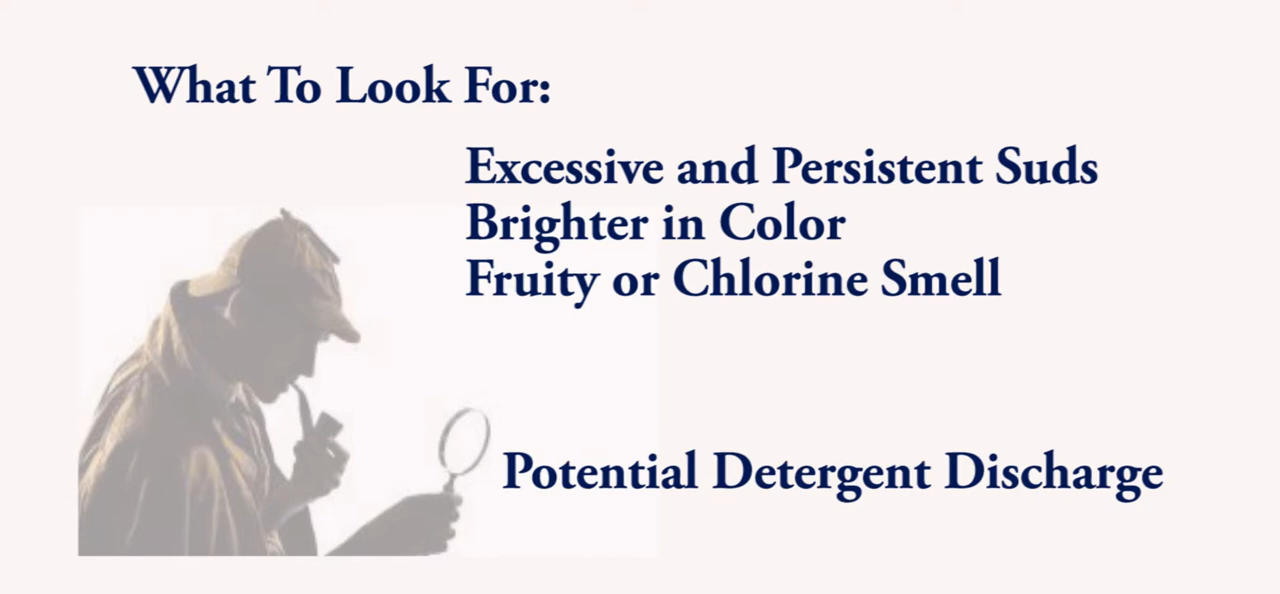 What To Look For:
Excessive and Persistent Suds
Brighter in Color
Fruity or Chlorine Smell
Potential Detergent Discharge